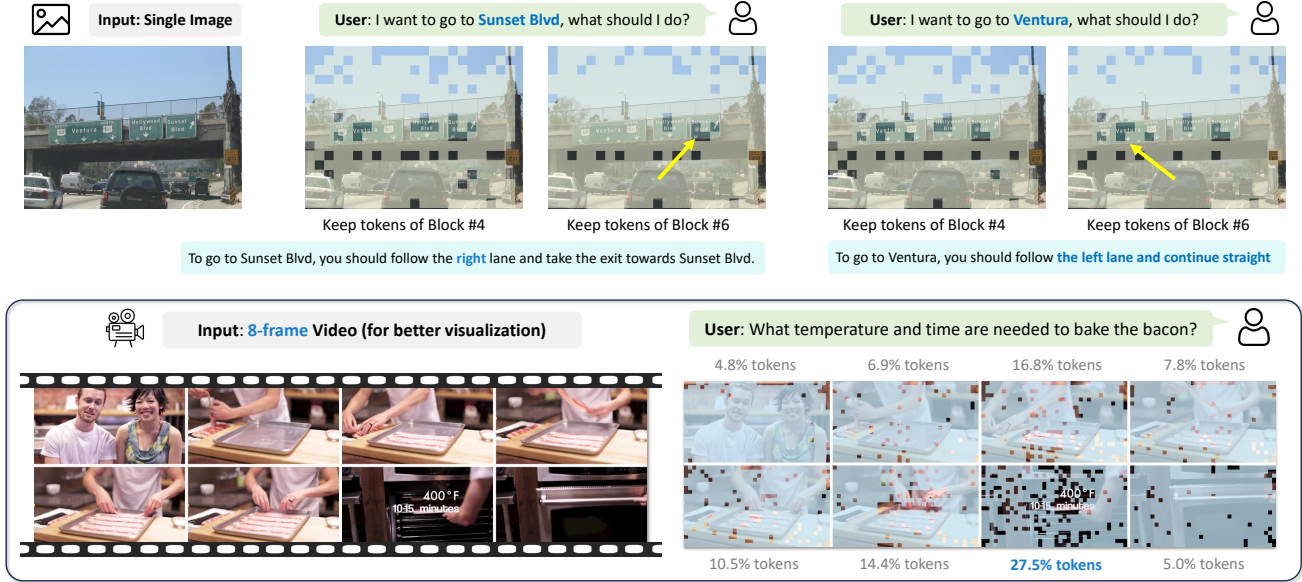 Input: Single Image
User: I want to go to Sunset Blvd, what should I do?
User: I want to go to Ventura, what should I do?
Ventura
Hollywood
Blvd
Sunset
Blvd
Keep tokens of Block #4
Keep tokens of Block #6
Keep tokens of Block #4
Keep tokens of Block #6
To go to Sunset Blvd, you should follow the right lane and take the exit towards Sunset Blvd.
To go to Ventura, you should follow the left lane and continue straight
Input: 8-frame Video (for better visualization)
User: What temperature and time are needed to bake the bacon?
4.8% tokens
6.9% tokens
16.8% tokens
7.8% tokens
400°F
10-15 minutes
400°F
10-15 minutes
10.5% tokens
14.4% tokens
27.5% tokens
5.0% tokens